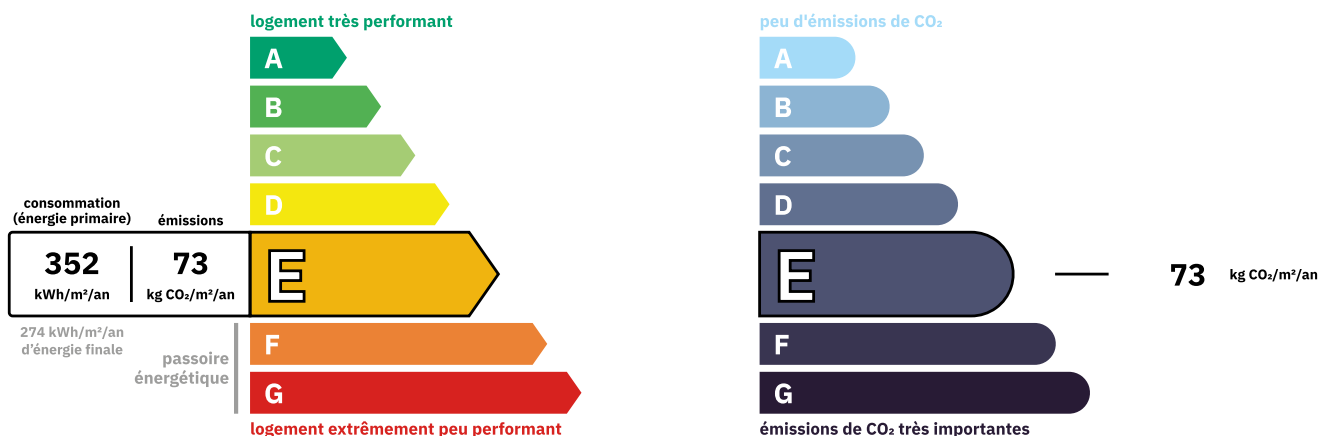 logement très performant
A
B
C
D
consommation
(énergie primaire)
émissions
352
kWh/m²/an
73
kg CO₂/m²/an
E
274 kWh/m²/an
d'énergie finale
passoire
énergétique
F
G
logement extrêmement peu performant
peu d'émissions de CO₂
A
B
C
D
E
73 kg CO₂/m²/an
F
G
émissions de CO₂ très importantes